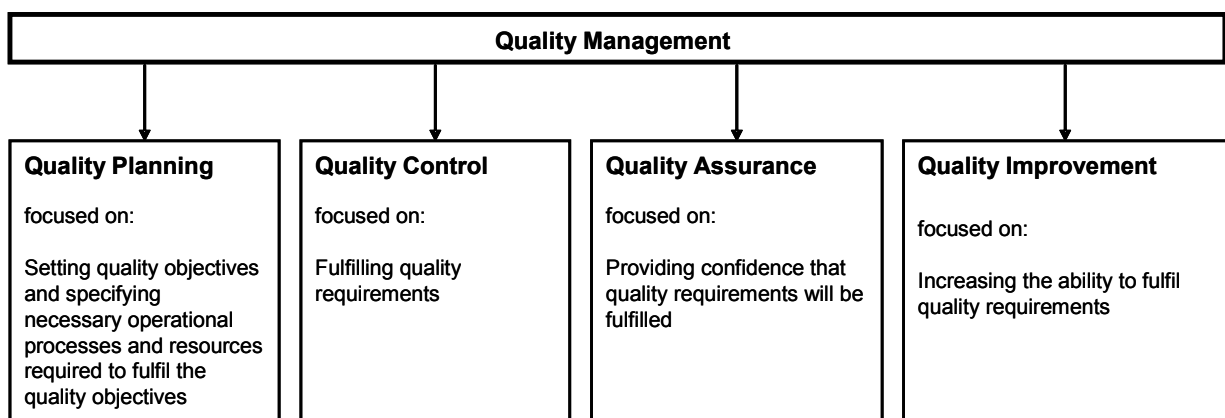 Quality Management
Quality Planning
focused on:
Setting quality objectives
and specifying
necessary operational
processes and resources
required to fulfil the
quality objectives
Quality Control
focused on:
Fulfilling quality
requirements
Quality Assurance
focused on:
Providing confidence that
quality requirements will be
fulfilled
Quality Improvement
focused on:
Increasing the ability to fulfil
quality requirements